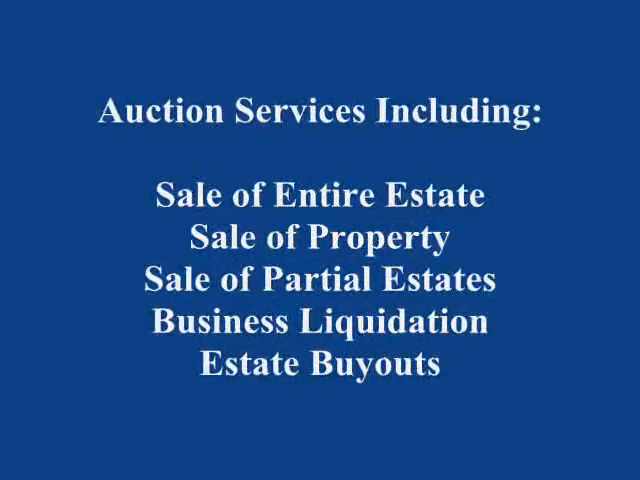 Auction Services Including:
Sale of Entire Estate
Sale of Property
Sale of Partial Estates
Business Liquidation
Estate Buyouts